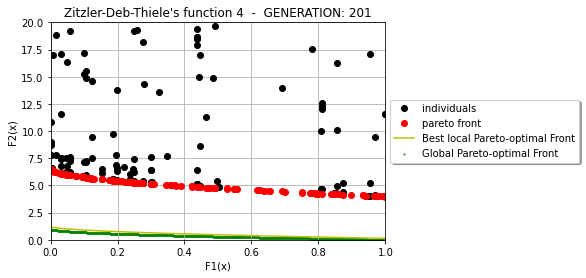 Zitzler-Deb-Thiele's function 4 - GENERATION: 201
F2(x)
20.0
17.5
15.0
12.5
10.0
7.5
5.0
2.5
0.0
0.0 0.2 0.4 0.6 0.8 1.0
F1(x)
individuals
pareto front
Best local Pareto-optimal Front
Global Pareto-optimal Front